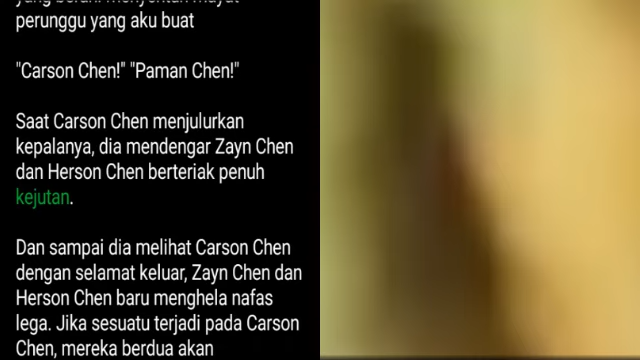 perunggu yang aku buat
"Carson Chen!" "Paman Chen!"
Saat Carson Chen menjulurkan
kepalanya, dia mendengar Zayn Chen
dan Herson Chen berteriak penuh
kejutan.
Dan sampai dia melihat Carson Chen
dengan selamat keluar, Zayn Chen dan
Herson Chen baru menghela nafas
lega. Jika sesuatu terjadi pada Carson
Chen, mereka berdua akan